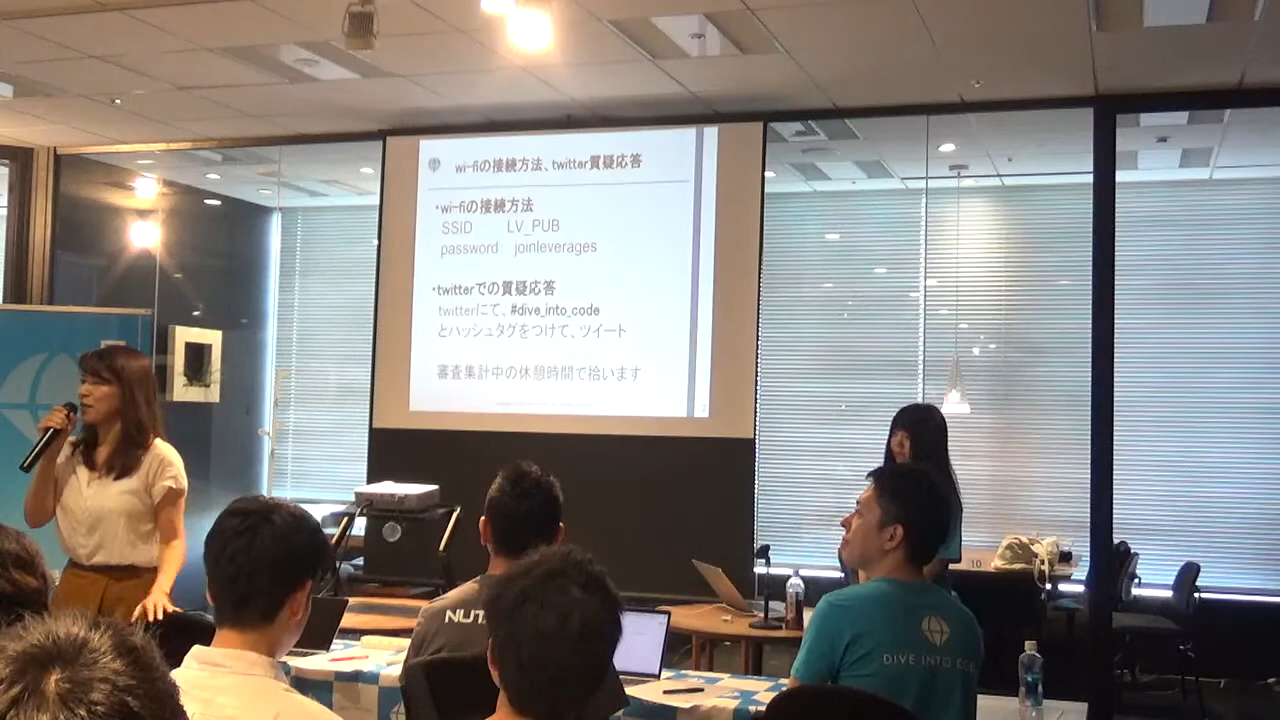 wi-fiの接続方法、twitter質疑応答
・wi-fiの接続方法
SSID LV_PUB
password joinleverages
・twitterでの質疑応答
twitterにて、#dive_into_code
とハッシュタグをつけて、ツイート
審査集計中の休憩時間で拾います
2
10
NUT
DIVE INTO CODE